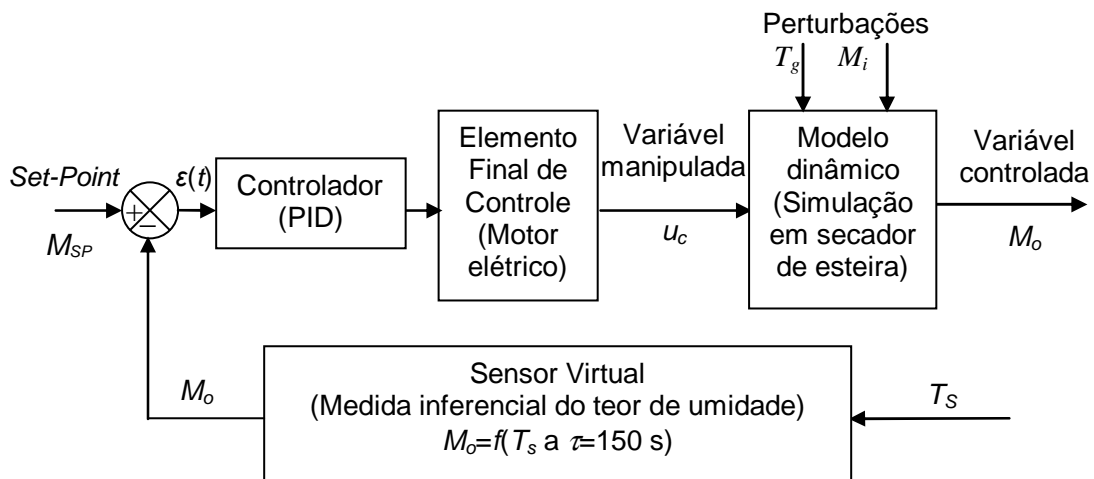 Perturbações
T_g M_i
Set-Point
M_SP
+
−
ε(t)
Controlador
(PID)
Elemento
Final de
Controle
(Motor
elétrico)
Variável
manipulada
u_c
Modelo
dinâmico
(Simulação
em secador
de esteira)
Variável
controlada
M_o
M_o
Sensor Virtual
(Medida inferencial do teor de umidade)
M_o=f(T_s a τ=150 s)
T_S